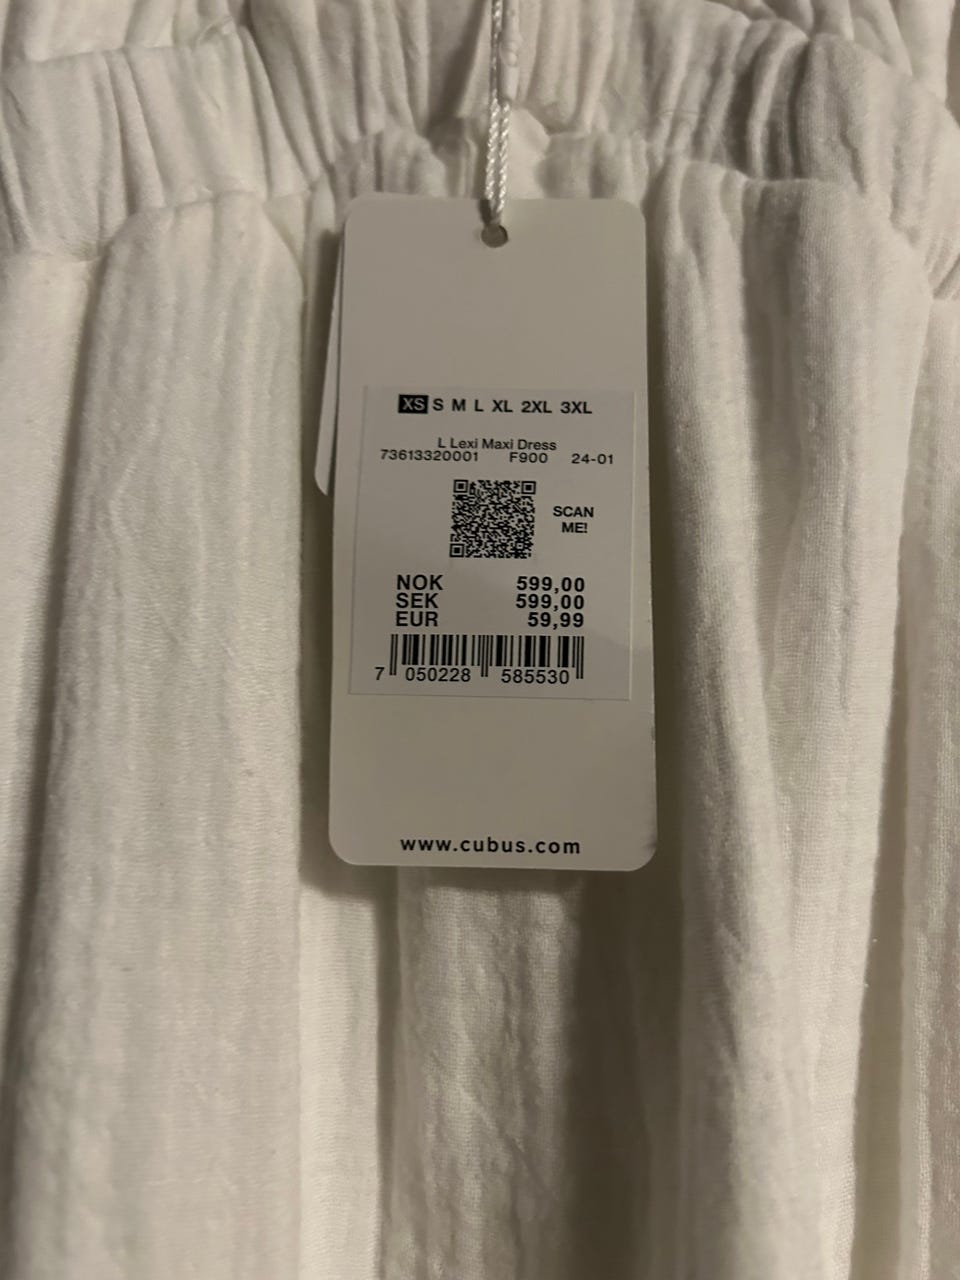 XS S M L XL 2XL 3XL
L Lexi Maxi Dress
73613320001 F900 24-01
SCAN
ME!
NOK 599,00
SEK 599,00
EUR 59,99
7 050228 585530
www.cubus.com